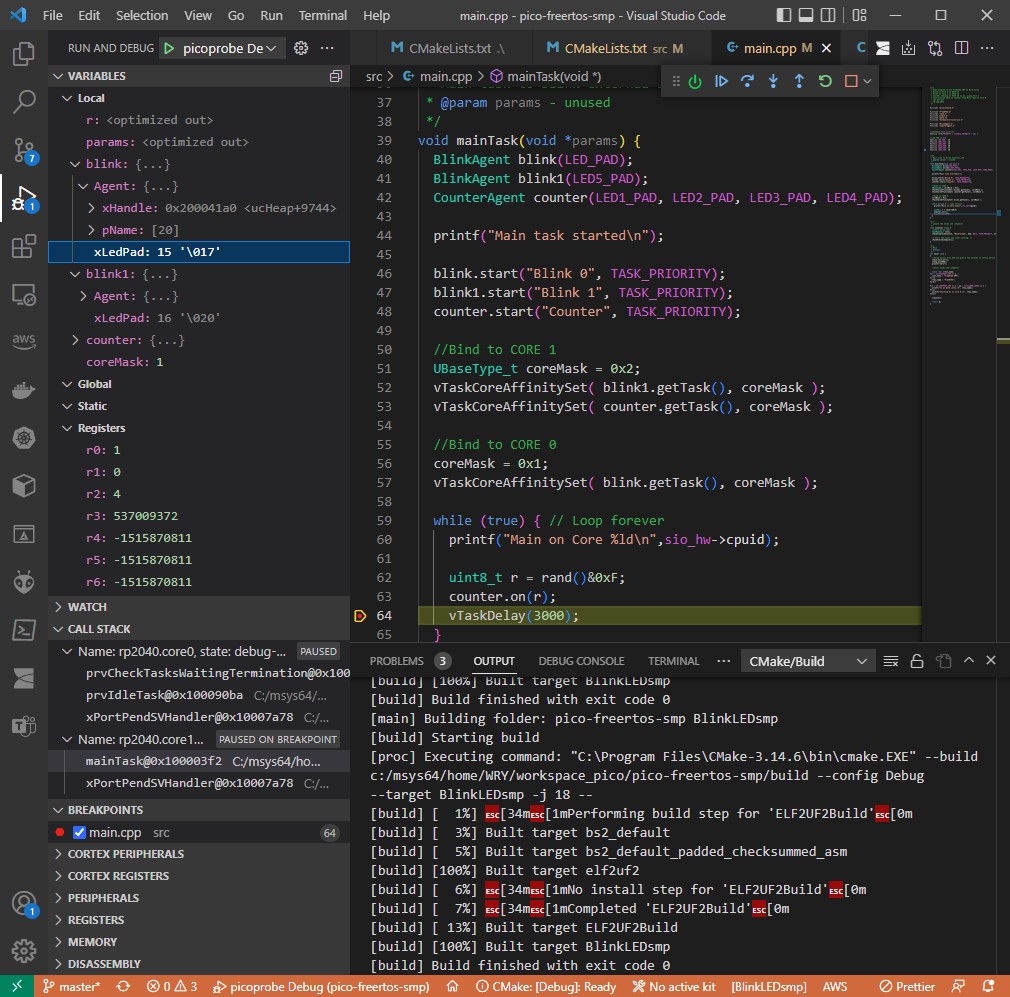 File Edit Selection View Go Run Terminal Help main.cpp - pico-freertos-smp - Visual Studio Code
RUN AND DEBUG picoprobe De
VARIABLES
Local
r: <optimized out>
params: <optimized out>
blink: {...}
Agent: {...}
xHandle: 0x200041a0 <ucHeap+9744>
pName: [20]
xLedPad: 15 '\017'
blink1: {...}
Agent: {...}
xLedPad: 16 '\020'
counter: {...}
coreMask: 1
Global
Static
Registers
r0: 1
r1: 0
r2: 4
r3: 537009372
r4: -1515870811
r5: -1515870811
r6: -1515870811
WATCH
CALL STACK
Name: rp2040.core0, state: debug-... PAUSED
prvCheckTasksWaitingTermination@0x100
prvIdleTask@0x100090ba C:/msys64/...
xPortPendSVHandler@0x10007a78 C:/...
Name: rp2040.core1... PAUSED ON BREAKPOINT
mainTask@0x100003f2 C:/msys64/ho...
xPortPendSVHandler@0x10007a78 C:/...
BREAKPOINTS
main.cpp src 64
CORTEX PERIPHERALS
CORTEX REGISTERS
PERIPHERALS
REGISTERS
MEMORY
DISASSEMBLY
7
1
aws
1
M CMakeLists.txt .\ M CMakeLists.txt src M main.cpp M C
src > main.cpp > mainTask(void *)
37 * @param params - unused
38 */
39 void mainTask(void *params) {
40 BlinkAgent blink(LED_PAD);
41 BlinkAgent blink1(LED5_PAD);
42 CounterAgent counter(LED1_PAD, LED2_PAD, LED3_PAD, LED4_PAD);
43
44 printf("Main task started\n");
45
46 blink.start("Blink 0", TASK_PRIORITY);
47 blink1.start("Blink 1", TASK_PRIORITY);
48 counter.start("Counter", TASK_PRIORITY);
49
50 //Bind to CORE 1
51 UBaseType_t coreMask = 0x2;
52 vTaskCoreAffinitySet( blink1.getTask(), coreMask );
53 vTaskCoreAffinitySet( counter.getTask(), coreMask );
54
55 //Bind to CORE 0
56 coreMask = 0x1;
57 vTaskCoreAffinitySet( blink.getTask(), coreMask );
58
59 while (true) { // Loop forever
60 printf("Main on Core %ld\n",sio_hw->cpuid);
61
62 uint8_t r = rand()&0xF;
63 counter.on(r);
64 vTaskDelay(3000);
65 }
PROBLEMS 3 OUTPUT DEBUG CONSOLE TERMINAL ... CMake/Build
[build] [100%] Built target BlinkLEDsmp
[build] Build finished with exit code 0
[main] Building folder: pico-freertos-smp BlinkLEDsmp
[build] Starting build
[proc] Executing command: "C:\Program Files\CMake-3.14.6\bin\cmake.EXE" --build
c:/msys64/home/WRY/workspace_pico/pico-freertos-smp/build --config Debug
--target BlinkLEDsmp -j 18 --
[build] [ 1%] ESC[34mESC[1mPerforming build step for 'ELF2UF2Build'ESC[0m
[build] [ 3%] Built target bs2_default
[build] [ 5%] Built target bs2_default_padded_checksummed_asm
[build] [100%] Built target elf2uf2
[build] [ 6%] ESC[34mESC[1mNo install step for 'ELF2UF2Build'ESC[0m
[build] [ 7%] ESC[34mESC[1mCompleted 'ELF2UF2Build'ESC[0m
[build] [ 13%] Built target ELF2UF2Build
[build] [100%] Built target BlinkLEDsmp
[build] Build finished with exit code 0
master* 0 3 picoprobe Debug (pico-freertos-smp) CMake: [Debug]: Ready No active kit [BlinkLEDsmp] AWS Prettier